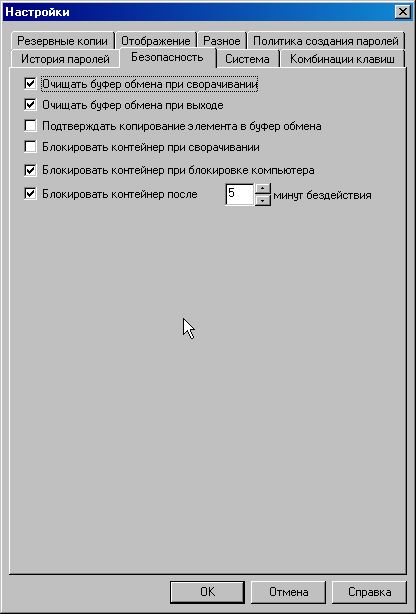 Настройки
Резервные копии Отображение Разное Политика создания паролей
История паролей Безопасность Система Комбинации клавиш
Очищать буфер обмена при сворачивании
Очищать буфер обмена при выходе
Подтверждать копирование элемента в буфер обмена
Блокировать контейнер при сворачивании
Блокировать контейнер при блокировке компьютера
Блокировать контейнер после 5 минут бездействия
OK Отмена Справка